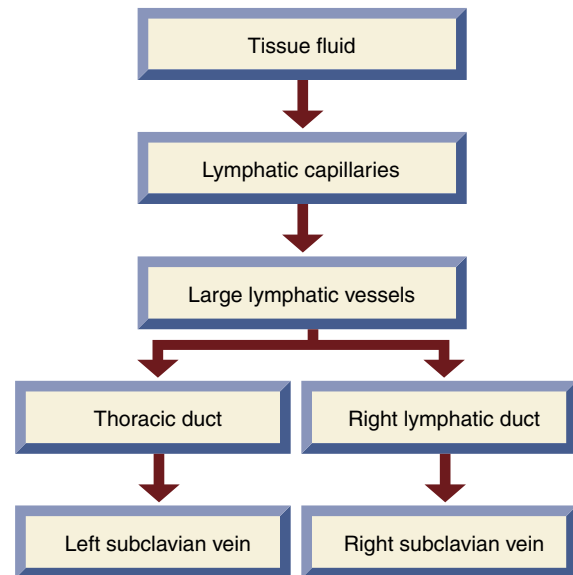 Tissue fluid
Lymphatic capillaries
Large lymphatic vessels
Thoracic duct
Right lymphatic duct
Left subclavian vein
Right subclavian vein